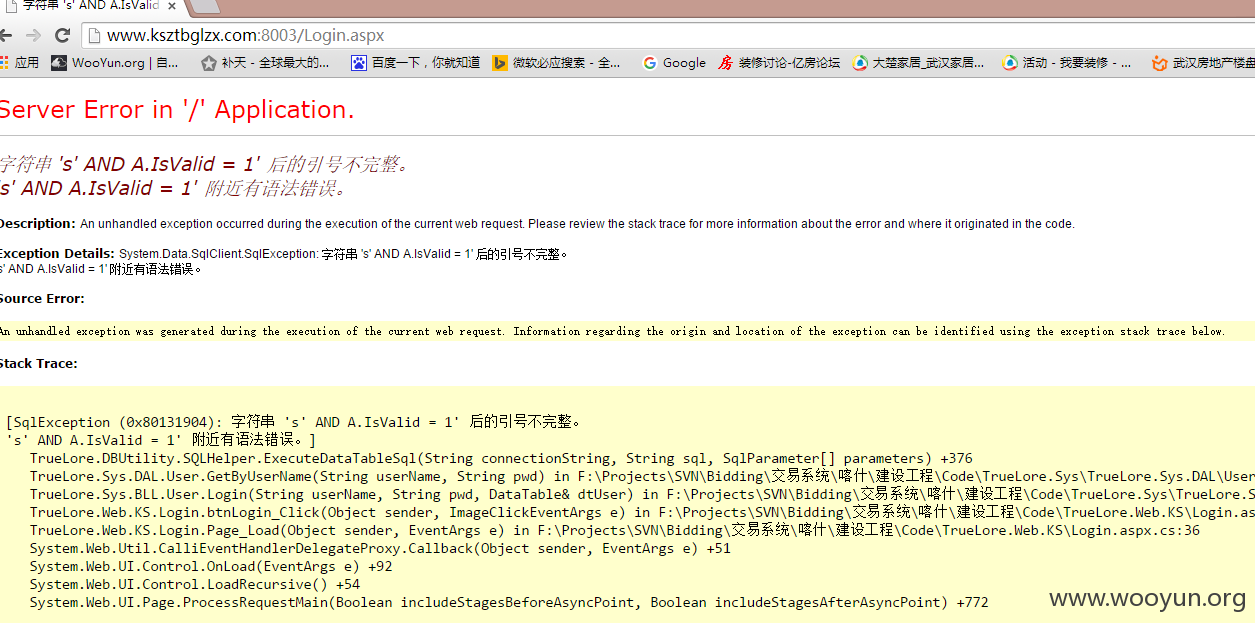 字符串 's' AND A.IsValid
www.ksztbglzx.com:8003/Login.aspx
应用 WooYun.org | 自... 补天 - 全球最大的... 百度一下，你就知道 微软必应搜索 - 全... Google 装修讨论-亿房论坛 大楚家居_武汉家居... 活动 - 我要装修 - ... 武汉房地产楼盘
Server Error in '/' Application.
字符串 's' AND A.IsValid = 1' 后的引号不完整。
's' AND A.IsValid = 1' 附近有语法错误。
Description: An unhandled exception occurred during the execution of the current web request. Please review the stack trace for more information about the error and where it originated in the code.
Exception Details: System.Data.SqlClient.SqlException: 字符串 's' AND A.IsValid = 1' 后的引号不完整。
s' AND A.IsValid = 1' 附近有语法错误。
Source Error:
An unhandled exception was generated during the execution of the current web request. Information regarding the origin and location of the exception can be identified using the exception stack trace below.
Stack Trace:
[SqlException (0x80131904): 字符串 's' AND A.IsValid = 1' 后的引号不完整。
's' AND A.IsValid = 1' 附近有语法错误。]
TrueLore.DBUtility.SQLHelper.ExecuteDataTableSql(String connectionString, String sql, SqlParameter[] parameters) +376
TrueLore.Sys.DAL.User.GetByUserName(String userName, String pwd) in F:\Projects\SVN\Bidding\交易系统\喀什\建设工程\Code\TrueLore.Sys\TrueLore.Sys.DAL\User
TrueLore.Sys.BLL.User.Login(String userName, String pwd, DataTable& dtUser) in F:\Projects\SVN\Bidding\交易系统\喀什\建设工程\Code\TrueLore.Sys\TrueLore.S
TrueLore.Web.KS.Login.btnLogin_Click(Object sender, ImageClickEventArgs e) in F:\Projects\SVN\Bidding\交易系统\喀什\建设工程\Code\TrueLore.Web.KS\Login.as
TrueLore.Web.KS.Login.Page_Load(Object sender, EventArgs e) in F:\Projects\SVN\Bidding\交易系统\喀什\建设工程\Code\TrueLore.Web.KS\Login.aspx.cs:36
System.Web.Util.CalliEventHandlerDelegateProxy.Callback(Object sender, EventArgs e) +51
System.Web.UI.Control.OnLoad(EventArgs e) +92
System.Web.UI.Control.LoadRecursive() +54
System.Web.UI.Page.ProcessRequestMain(Boolean includeStagesBeforeAsyncPoint, Boolean includeStagesAfterAsyncPoint) +772
www.wooyun.org